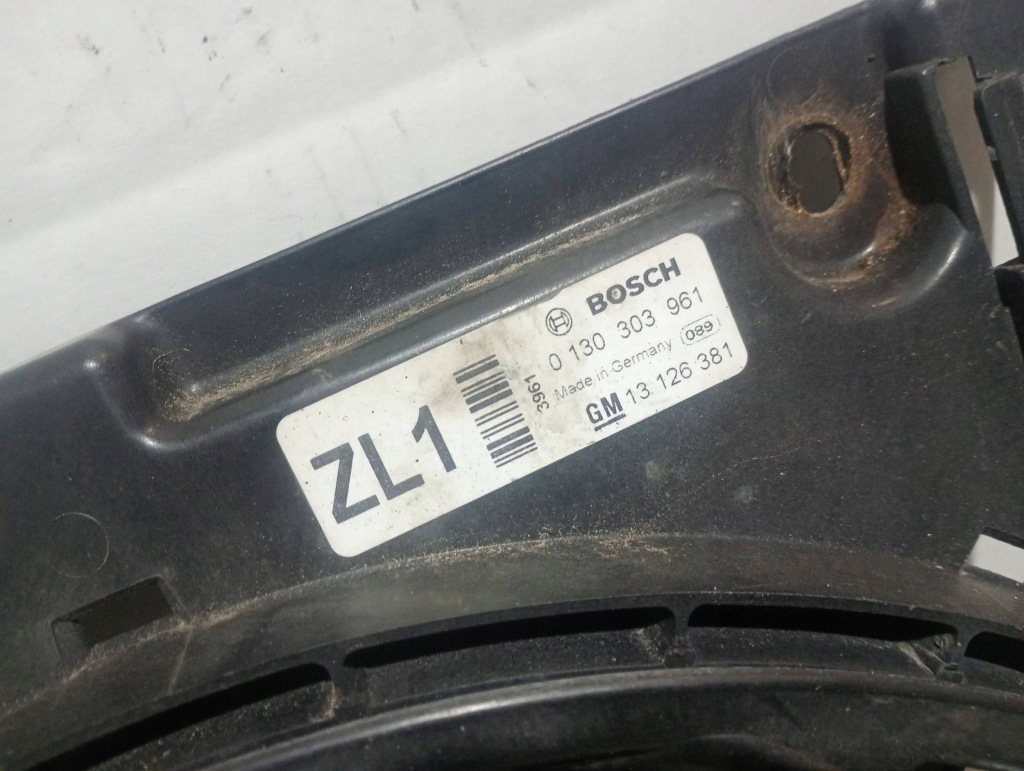 ZL1
3961
BOSCH
0 130 303 961
Made in Germany 089
GM 13 126 381